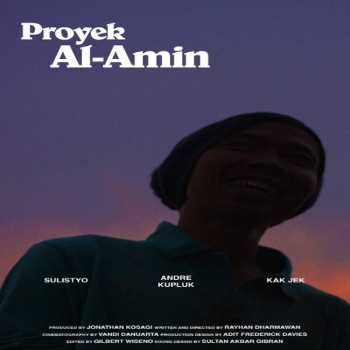 Proyek
Al-Amin
SULISTYO
ANDRE
KUPLUK
KAK JEK
PRODUCED BY JONATHAN KOSAGI WRITTEN AND DIRECTED BY RAYHAN DHARMAWAN
CINEMATOGRAPHY BY VANDI DANUARTA PRODUCTION DESIGN BY ADIT FREDERICK DAVIES
EDITED BY GILBERT WISENO SOUND DESIGN BY SULTAN AKBAR GIBRAN